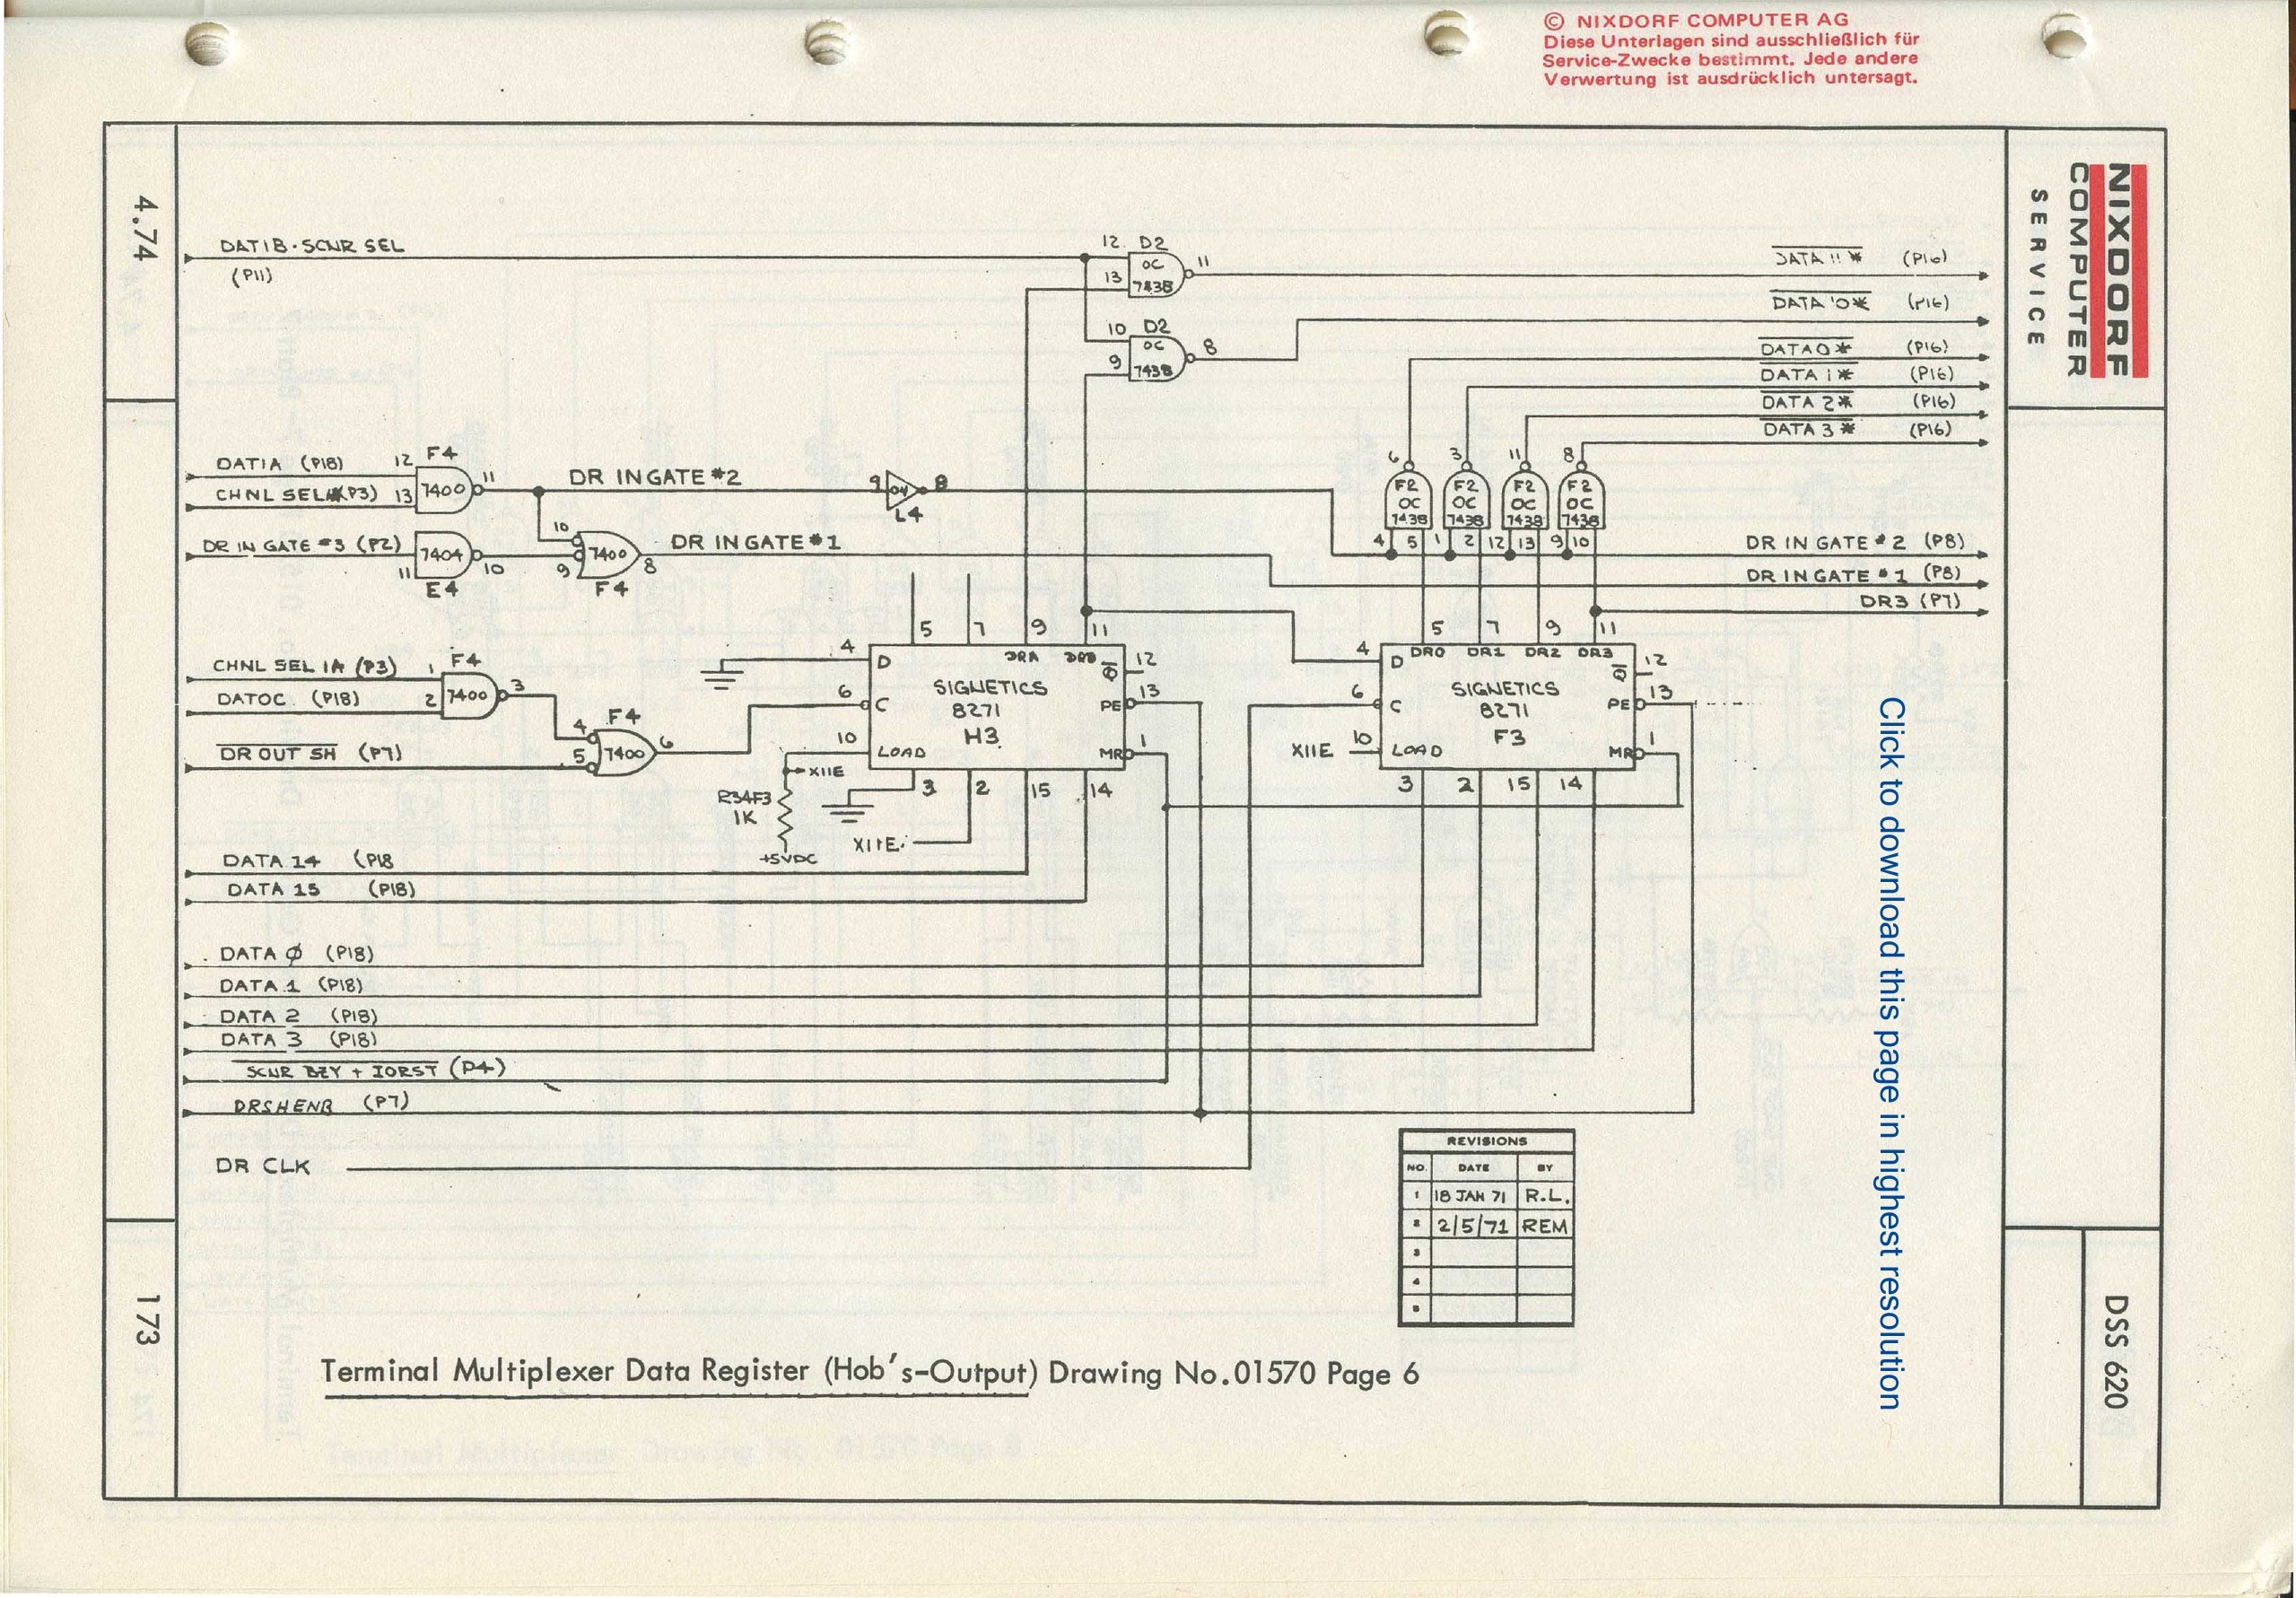 © NIXDORF COMPUTER AG
Diese Unterlagen sind ausschließlich für
Service-Zwecke bestimmt. Jede andere
Verwertung ist ausdrücklich untersagt.
4.74
173
NIXDORF
COMPUTER
SERVICE
DSS 620
Click to download this page in highest resolution
DATIB·SCNR SEL
(P11)
12 D2
13
OC
7438
11
10 D2
9
OC
7438
8
DATA 11 * (P16)
DATA 10* (P16)
DATA0* (P16)
DATA 1* (P16)
DATA 2* (P16)
DATA 3* (P16)
DATIA (P18)
CHNL SEL (P3)
12 F4
13 7400 11
DR IN GATE #2
9 04 8
L4
DR IN GATE #3 (P2)
11 7404 10
E4
10
9 7400 8
F4
DR IN GATE #1
6 3 11 8
F2 F2 F2 F2
OC OC OC OC
7438 7438 7438 7438
4 5 1 2 12 13 9 10
DR IN GATE #2 (P8)
DR IN GATE #1 (P8)
DR3 (P7)
CHNL SEL 1A (P3)
DATOC (P18)
1 F4
2 7400 3
DR OUT SH (P7)
F4
4
5 7400 6
5 7 9 11
4 D DRA DRB Q 12
SIGNETICS
6 C 8271 PE 13
H3
10 LOAD MR 1
3 2 15 14
X11E
R34F3
1K
+5VDC
X11E
5 7 9 11
4 D DR0 DR1 DR2 DR3 Q 12
SIGNETICS
6 C 8271 PE 13
F3
X11E 10 LOAD MR 1
3 2 15 14
DATA 14 (P18
DATA 15 (P18)
DATA Ø (P18)
DATA 1 (P18)
DATA 2 (P18)
DATA 3 (P18)
SCNR BZY + IORST (P4)
DRSHENB (P7)
DR CLK
REVISIONS
NO. DATE BY
1 18 JAN 71 R.L.
2 2/5/71 REM
3
4
5
Terminal Multiplexer Data Register (Hob's-Output) Drawing No.01570 Page 6